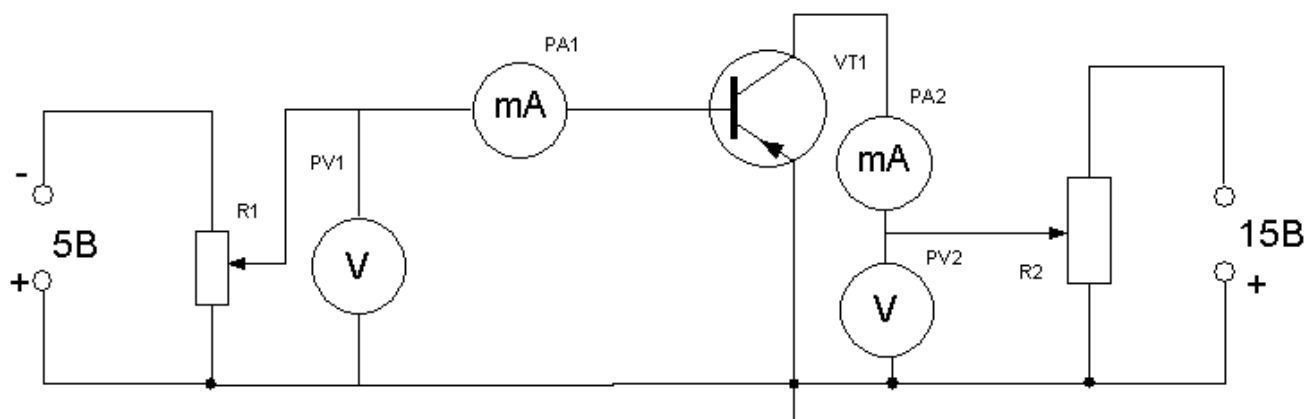 PA1
VT1
PA2
mA
mA
PV1
-
R1
5В
15В
PV2
V
R2
+
+
V